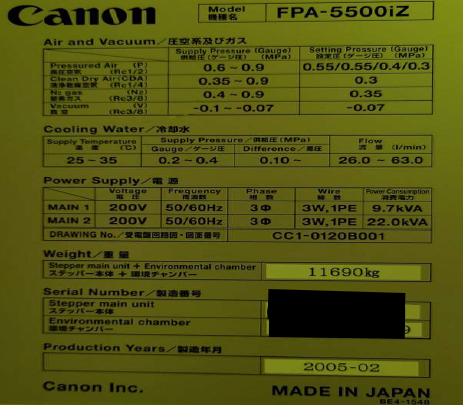 Canon Model 機種名 FPA-5500iZ
Air and Vacuum／圧空系及びガス
Supply Pressure (Gauge) Setting Pressure (Gauge)
供給圧 (ゲージ圧) (MPa) 設定圧 (ゲージ圧) (MPa)
Pressured Air (P) 0.6 ~ 0.9 0.55/0.55/0.4/0.3
高圧空気 (Rc1/2)
Clean Dry Air (CDA) 0.35 ~ 0.9 0.3
清浄乾燥空気 (Rc1/4)
N₂ gas (N₂) 0.4 ~ 0.9 0.35
窒素ガス (Rc3/8)
Vacuum (V) -0.1 ~ -0.07 -0.07
真空 (Rc3/8)
Cooling Water／冷却水
Supply Temperature Supply Pressure／供給圧 (MPa) Flow
温度 (℃) Gauge／ゲージ圧 Difference／差圧 流量 (l/min)
25 ~ 35 0.2 ~ 0.4 0.10 ~ 26.0 ~ 63.0
Power Supply／電源
Voltage Frequency Phase Wire Power Consumption
電圧 周波数 相数 線数 消費電力
MAIN 1 200V 50/60Hz 3Φ 3W,1PE 9.7kVA
MAIN 2 200V 50/60Hz 3Φ 3W,1PE 22.0kVA
DRAWING No.／受電盤回路図・図面番号 CC1-0120B001
Weight／重量
Stepper main unit + Environmental chamber 11690kg
ステッパー本体 + 環境チャンバー
Serial Number／製造番号
Stepper main unit
ステッパー本体
Environmental chamber 9
環境チャンバー
Production Years／製造年月
2005-02
Canon Inc. MADE IN JAPAN
BE4-1548